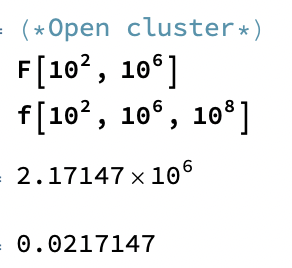 (*Open cluster*)
F[10², 10⁶]
f[10², 10⁶, 10⁸]
2.17147×10⁶
0.0217147